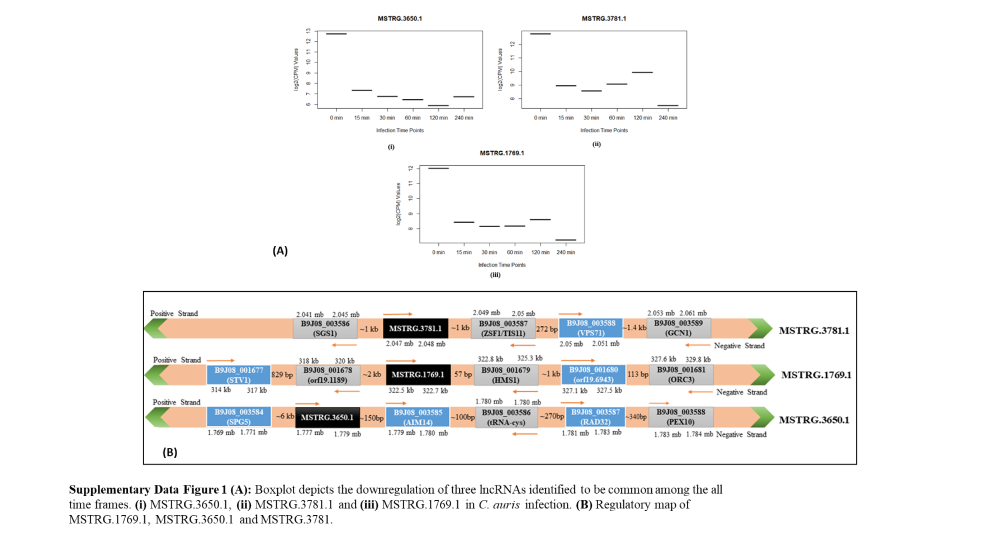 MSTRG.3650.1
log2(CPM) Values
13
12
11
10
9
8
7
6
0 min 15 min 30 min 60 min 120 min 240 min
Infection Time Points
(i)
MSTRG.3781.1
log2(CPM) Values
12
11
10
9
8
0 min 15 min 30 min 60 min 120 min 240 min
Infection Time Points
(ii)
MSTRG.1769.1
log2(CPM) Values
12
11
10
9
8
0 min 15 min 30 min 60 min 120 min 240 min
Infection Time Points
(iii)
(A)
Positive Strand 2.041 mb 2.045 mb 2.049 mb 2.05 mb 2.053 mb 2.061 mb
B9J08_003586 ~1 kb MSTRG.3781.1 ~1 kb B9J08_003587 272 bp B9J08_003588 ~1.4 kb B9J08_003589 MSTRG.3781.1
(SGS1) (ZSF1/TIS11) (VPS71) (GCN1)
2.047 mb 2.048 mb 2.05 mb 2.051 mb Negative Strand
Positive Strand 318 kb 320 kb 322.8 kb 325.3 kb 327.6 kb 329.8 kb
B9J08_001677 829 bp B9J08_001678 ~2 kb MSTRG.1769.1 57 bp B9J08_001679 ~1 kb B9J08_001680 113 bp B9J08_001681 MSTRG.1769.1
(STV1) (orf19.1189) (HMS1) (orf19.6943) (ORC3)
314 kb 317 kb 322.5 kb 322.7 kb 327.1 kb 327.5 kb Negative Strand
Positive Strand 1.780 mb 1.780 mb
B9J08_003584 ~6 kb MSTRG.3650.1 ~150bp B9J08_003585 ~100bp B9J08_003586 ~270bp B9J08_003587 ~340bp B9J08_003588 MSTRG.3650.1
(SPG5) (AIM14) (tRNA-cys) (RAD32) (PEX10)
1.769 mb 1.771 mb 1.777 mb 1.779 mb 1.779 mb 1.780 mb 1.781 mb 1.783 mb 1.783 mb 1.784 mb Negative Strand
(B)
Supplementary Data Figure 1 (A): Boxplot depicts the downregulation of three lncRNAs identified to be common among the all
time frames. (i) MSTRG.3650.1, (ii) MSTRG.3781.1 and (iii) MSTRG.1769.1 in C. auris infection. (B) Regulatory map of
MSTRG.1769.1, MSTRG.3650.1 and MSTRG.3781.